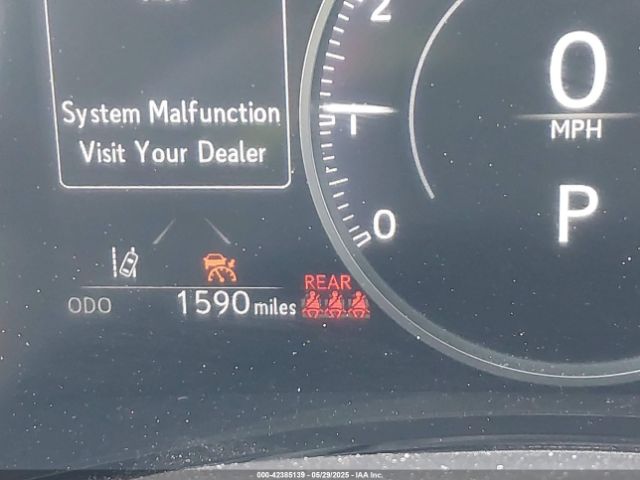 2
0
System Malfunction
MPH
1
Visit Your Dealer
P
0
REAR
ODO 1590 miles
000-42385139 - 05/29/2025 - IAA Inc.